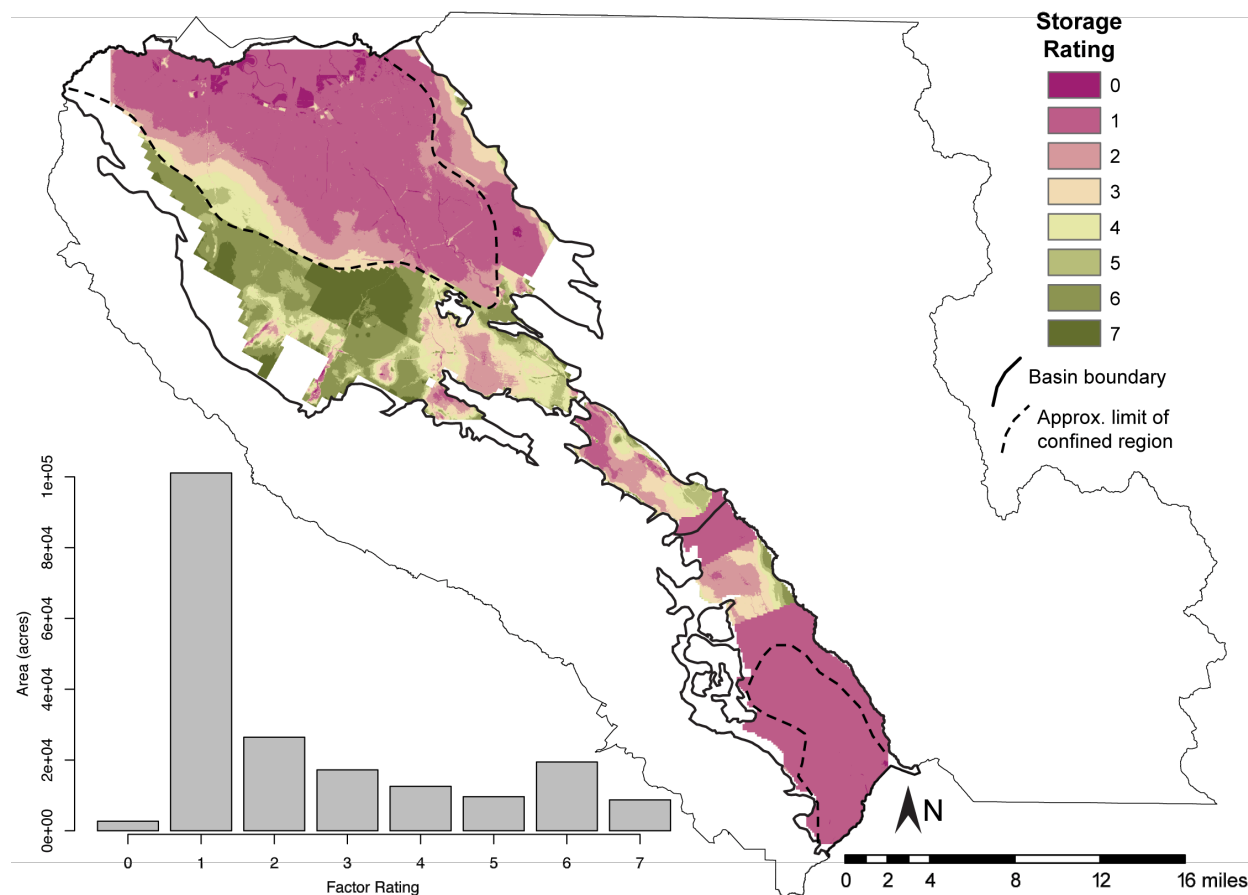 Storage
Rating
0
1
2
3
4
5
6
7
Basin boundary
Approx. limit of
confined region
1e+05
8e+04
6e+04
4e+04
2e+04
0e+00
Area (acres)
0 1 2 3 4 5 6 7
Factor Rating
N
0 2 4 8 12 16 miles